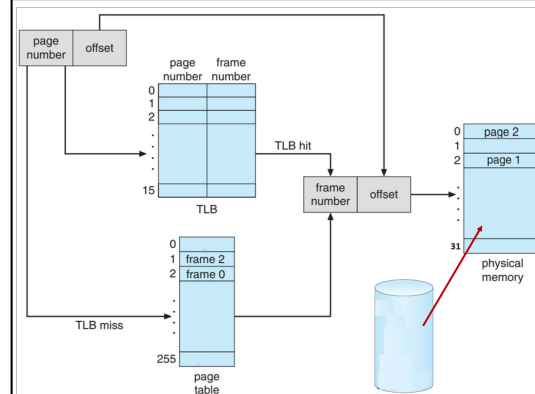 page
number
offset
page
number
frame
number
0
1
2
15
TLB
TLB hit
frame
number
offset
0
page 2
1
2
page 1
31
physical
memory
0
1
frame 2
2
frame 0
TLB miss
255
page
table